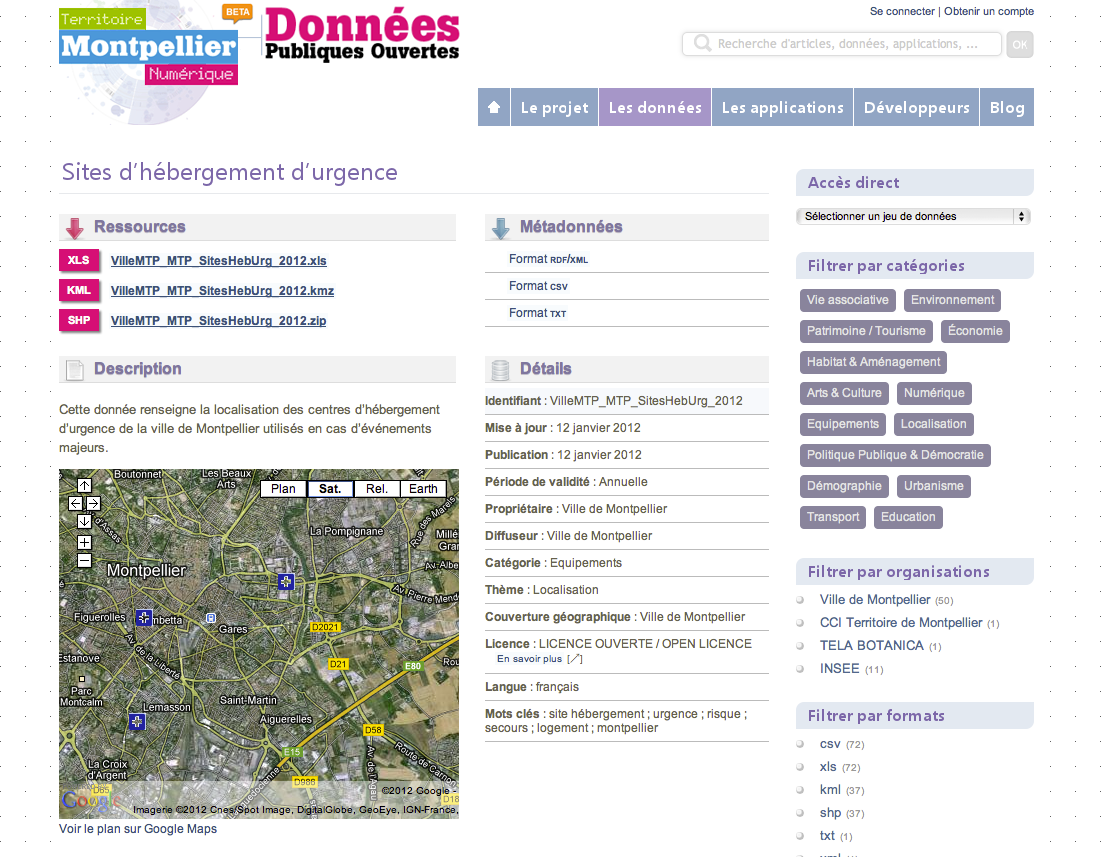 Territoire
Montpellier
Numérique
BETA
Données
Publiques Ouvertes
Se connecter | Obtenir un compte
Recherche d'articles, données, applications, ...
OK
Le projet
Les données
Les applications
Développeurs
Blog
Sites d'hébergement d'urgence
Ressources
XLS VilleMTP_MTP_SitesHebUrg_2012.xls
KML VilleMTP_MTP_SitesHebUrg_2012.kmz
SHP VilleMTP_MTP_SitesHebUrg_2012.zip
Métadonnées
Format RDF/XML
Format CSV
Format TXT
Description
Cette donnée renseigne la localisation des centres d'hébergement
d'urgence de la ville de Montpellier utilisés en cas d'événements
majeurs.
Boutonnet
Les Beaux
Arts
Plan
Sat.
Rel.
Earth
La Pompignane
Rue des Marels
Montpellier
Av. Pierre Mend
Figuerolles
mbetta
Gares
D2021
Av. de la Liberté
Estanove
D21
E80
Parc
Montcalm
Lemasson
Saint-Martin
Aiguerelles
D58
E15
La Croix
d'Argent
D986
Route de Carnon
©2012 Google -
Google
Imagerie ©2012 Cnes/Spot Image, DigitalGlobe, GeoEye, IGN-France,
Voir le plan sur Google Maps
Détails
Identifiant : VilleMTP_MTP_SitesHebUrg_2012
Mise à jour : 12 janvier 2012
Publication : 12 janvier 2012
Période de validité : Annuelle
Propriétaire : Ville de Montpellier
Diffuseur : Ville de Montpellier
Catégorie : Equipements
Thème : Localisation
Couverture géographique : Ville de Montpellier
Licence : LICENCE OUVERTE / OPEN LICENCE
En savoir plus
Langue : français
Mots clés : site hébergement ; urgence ; risque ;
secours ; logement ; montpellier
Accès direct
Sélectionner un jeu de données
Filtrer par catégories
Vie associative
Environnement
Patrimoine / Tourisme
Économie
Habitat & Aménagement
Arts & Culture
Numérique
Equipements
Localisation
Politique Publique & Démocratie
Démographie
Urbanisme
Transport
Education
Filtrer par organisations
Ville de Montpellier (50)
CCI Territoire de Montpellier (1)
TELA BOTANICA (1)
INSEE (11)
Filtrer par formats
csv (72)
xls (72)
kml (37)
shp (37)
txt (1)